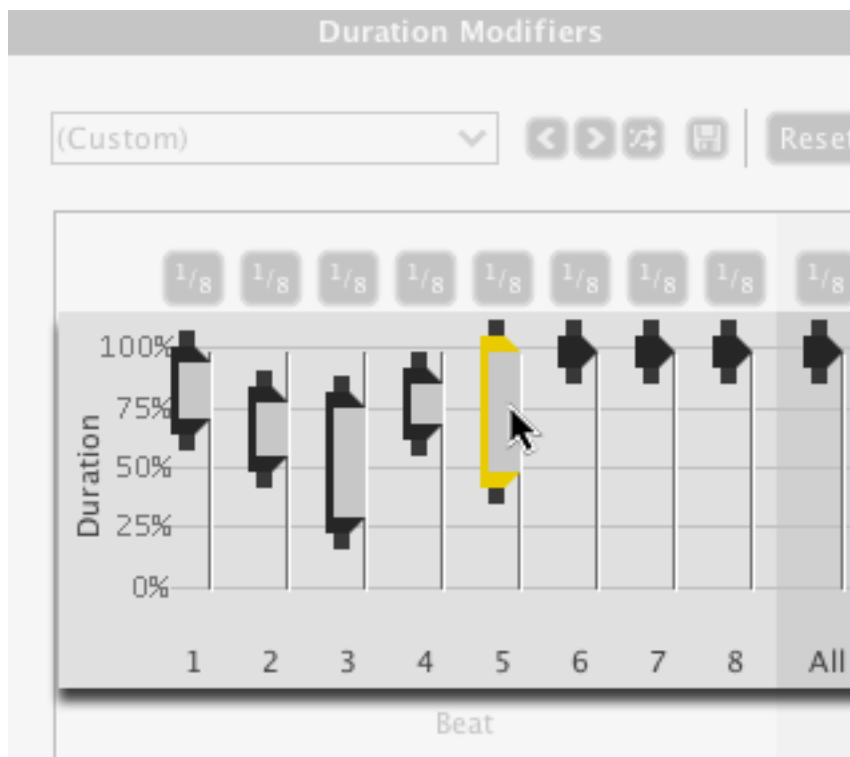 Duration Modifiers
(Custom)
Reset
1/8 1/8 1/8 1/8 1/8 1/8 1/8 1/8 1/8
100%
75%
50%
25%
0%
Duration
1 2 3 4 5 6 7 8 All
Beat